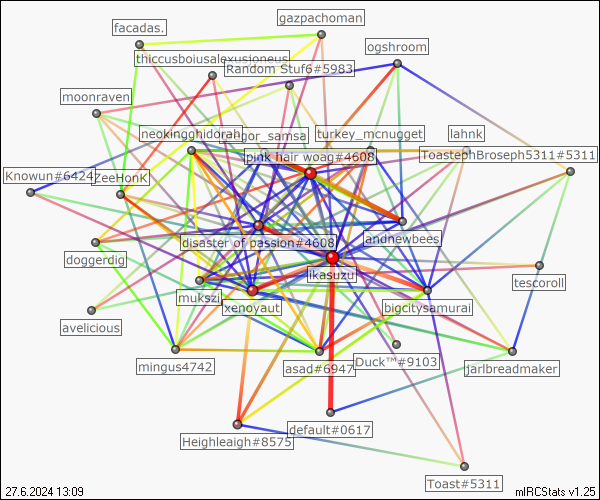 gazpachoman
facadas.
ogshroom
thiccusboiusalexusioneus
Random Stuf6#5983
moonraven
neokingghidorah
turkey_mcnugget
lahnk
pink hair woag#4608
ToastephBroseph5311#5311
Knowun#6424
ZeeHonK
disaster of passion#4608
andnewbees
doggerdig
likasuzu
tescoroll
mukszi
xenoyaut
bigcitysamurai
avelicious
mingus4742
asad#6947
Duck™#9103
jarlbreadmaker
default#0617
Heighleaigh#8575
Toast#5311
27.6.2024 13:09
mIRCStats v1.25